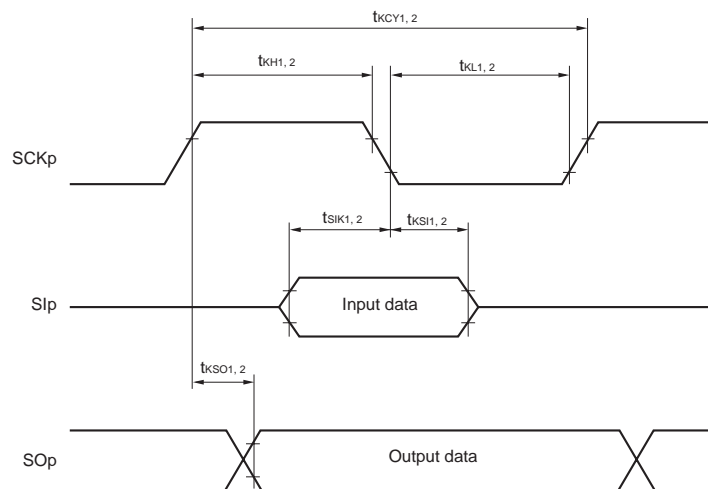 tKCY1, 2
tKH1, 2
tKL1, 2
SCKp
tSIK1, 2
tKSI1, 2
SIp
Input data
tKSO1, 2
SOp
Output data